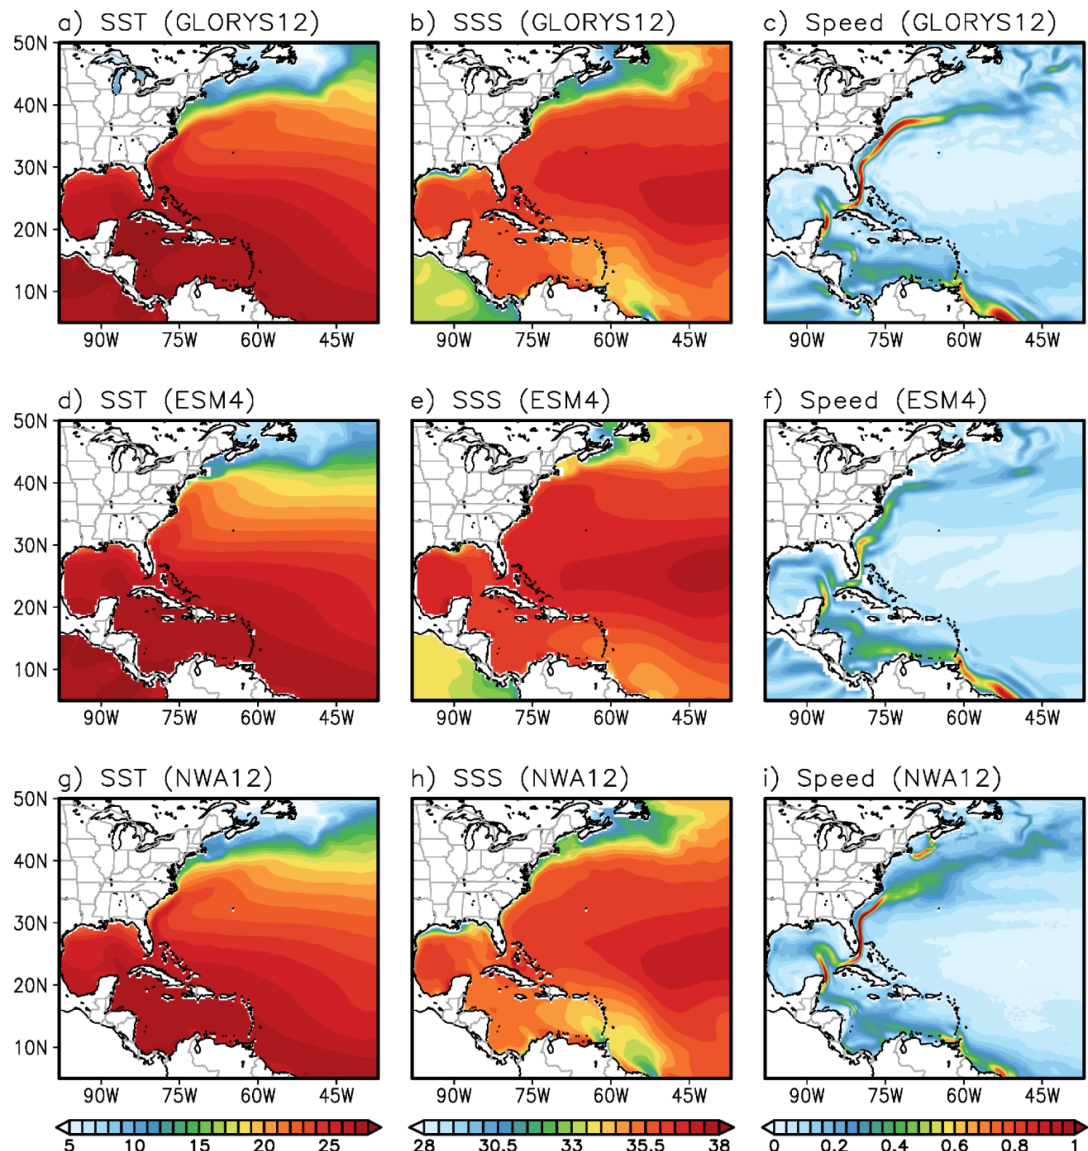 a) SST (GLORYS12) b) SSS (GLORYS12) c) Speed (GLORYS12)
50N
40N
30N
20N
10N
90W 75W 60W 45W 90W 75W 60W 45W 90W 75W 60W 45W
d) SST (ESM4) e) SSS (ESM4) f) Speed (ESM4)
50N
40N
30N
20N
10N
90W 75W 60W 45W 90W 75W 60W 45W 90W 75W 60W 45W
g) SST (NWA12) h) SSS (NWA12) i) Speed (NWA12)
50N
40N
30N
20N
10N
90W 75W 60W 45W 90W 75W 60W 45W 90W 75W 60W 45W
5 10 15 20 25 28 30.5 33 35.5 38 0 0.2 0.4 0.6 0.8 1